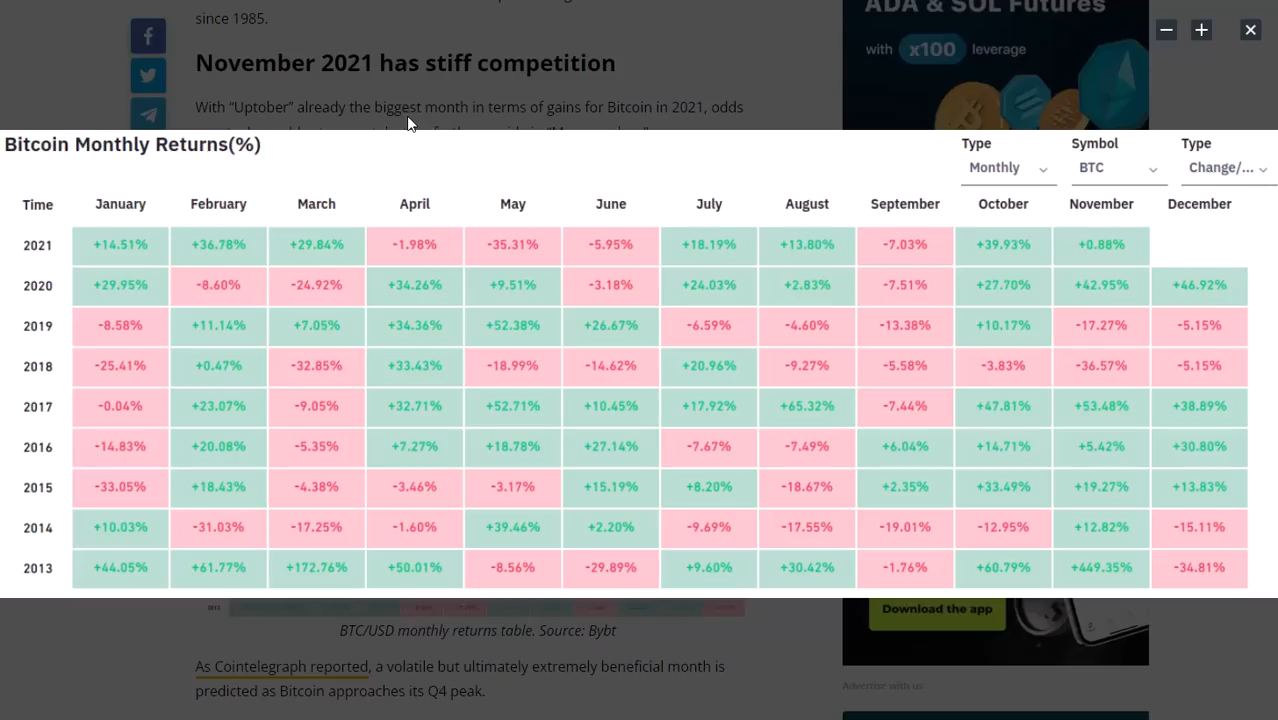 since 1985.
ADA & SOL Futures
with x100 leverage
November 2021 has stiff competition
With “Uptober” already the biggest month in terms of gains for Bitcoin in 2021, odds
Bitcoin Monthly Returns(%)
Type Symbol Type
Monthly BTC Change/...
Time January February March April May June July August September October November December
2021 +14.51% +36.78% +29.84% -1.98% -35.31% -5.95% +18.19% +13.80% -7.03% +39.93% +0.88%
2020 +29.95% -8.60% -24.92% +34.26% +9.51% -3.18% +24.03% +2.83% -7.51% +27.70% +42.95% +46.92%
2019 -8.58% +11.14% +7.05% +34.36% +52.38% +26.67% -6.59% -4.60% -13.38% +10.17% -17.27% -5.15%
2018 -25.41% +0.47% -32.85% +33.43% -18.99% -14.62% +20.96% -9.27% -5.58% -3.83% -36.57% -5.15%
2017 -0.04% +23.07% -9.05% +32.71% +52.71% +10.45% +17.92% +65.32% -7.44% +47.81% +53.48% +38.89%
2016 -14.83% +20.08% -5.35% +7.27% +18.78% +27.14% -7.67% -7.49% +6.04% +14.71% +5.42% +30.80%
2015 -33.05% +18.43% -4.38% -3.46% -3.17% +15.19% +8.20% -18.67% +2.35% +33.49% +19.27% +13.83%
2014 +10.03% -31.03% -17.25% -1.60% +39.46% +2.20% -9.69% -17.55% -19.01% -12.95% +12.82% -15.11%
2013 +44.05% +61.77% +172.76% +50.01% -8.56% -29.89% +9.60% +30.42% -1.76% +60.79% +449.35% -34.81%
Download the app
BTC/USD monthly returns table. Source: Bybt
As Cointelegraph reported, a volatile but ultimately extremely beneficial month is
predicted as Bitcoin approaches its Q4 peak.
Advertise with us